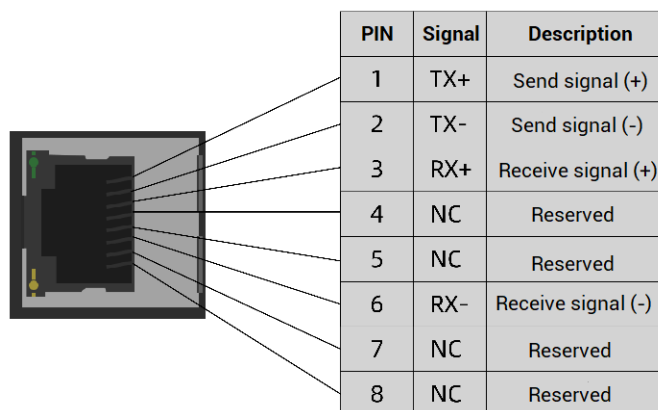 PIN Signal Description
1 TX+ Send signal (+)
2 TX- Send signal (-)
3 RX+ Receive signal (+)
4 NC Reserved
5 NC Reserved
6 RX- Receive signal (-)
7 NC Reserved
8 NC Reserved